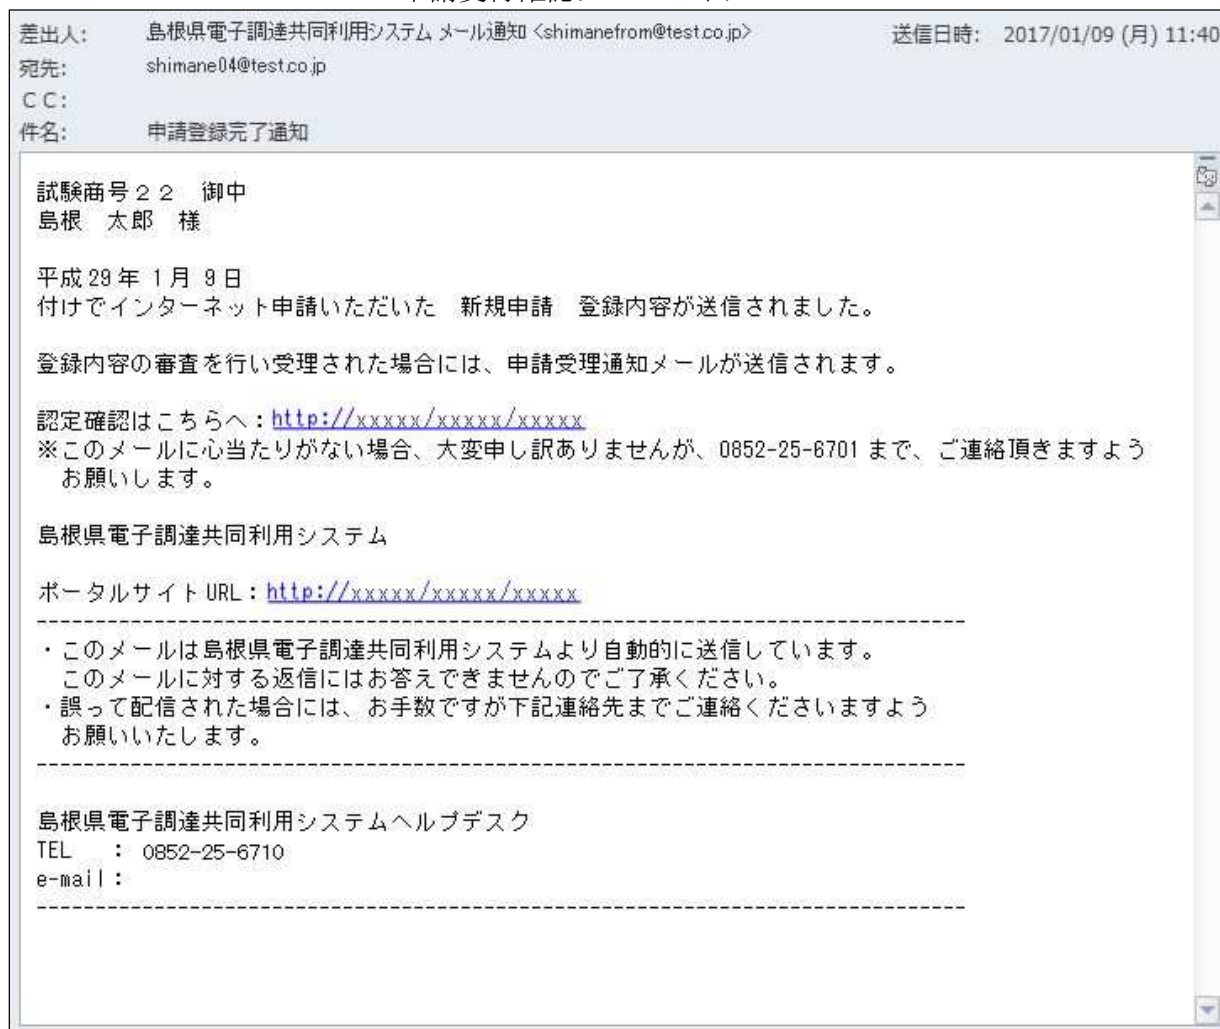 差出人: 島根県電子調達共同利用システム メール通知 <shimanefrom@test.co.jp> 送信日時: 2017/01/09 (月) 11:40
宛先: shimane04@test.co.jp
ＣＣ:
件名: 申請登録完了通知
試験商号２２　御中
島根　太郎　様
平成 29 年 1 月 9 日
付けでインターネット申請いただいた　新規申請　登録内容が送信されました。
登録内容の審査を行い受理された場合には、申請受理通知メールが送信されます。
認定確認はこちらへ：http://xxxxx/xxxxx/xxxxx
※このメールに心当たりがない場合、大変申し訳ありませんが、0852-25-6701 まで、ご連絡頂きますよう
お願いします。
島根県電子調達共同利用システム
ポータルサイト URL：http://xxxxx/xxxxx/xxxxx
-------------------------------------------------------------------------------
・このメールは島根県電子調達共同利用システムより自動的に送信しています。
このメールに対する返信にはお答えできませんのでご了承ください。
・誤って配信された場合には、お手数ですが下記連絡先までご連絡くださいますよう
お願いいたします。
-------------------------------------------------------------------------------
島根県電子調達共同利用システムヘルプデスク
TEL ： 0852-25-6710
e-mail：
-------------------------------------------------------------------------------